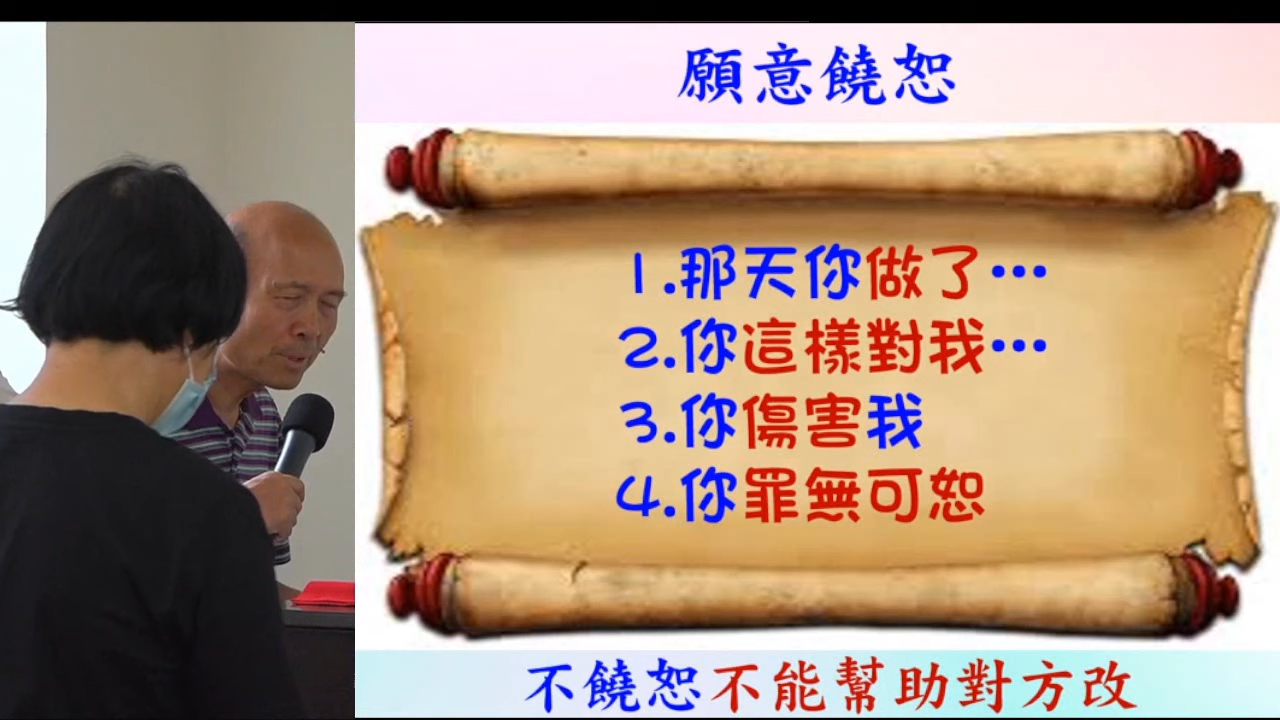 願意饒恕
1.那天你做了…
2.你這樣對我…
3.你傷害我
4.你罪無可恕
不饒恕不能幫助對方改